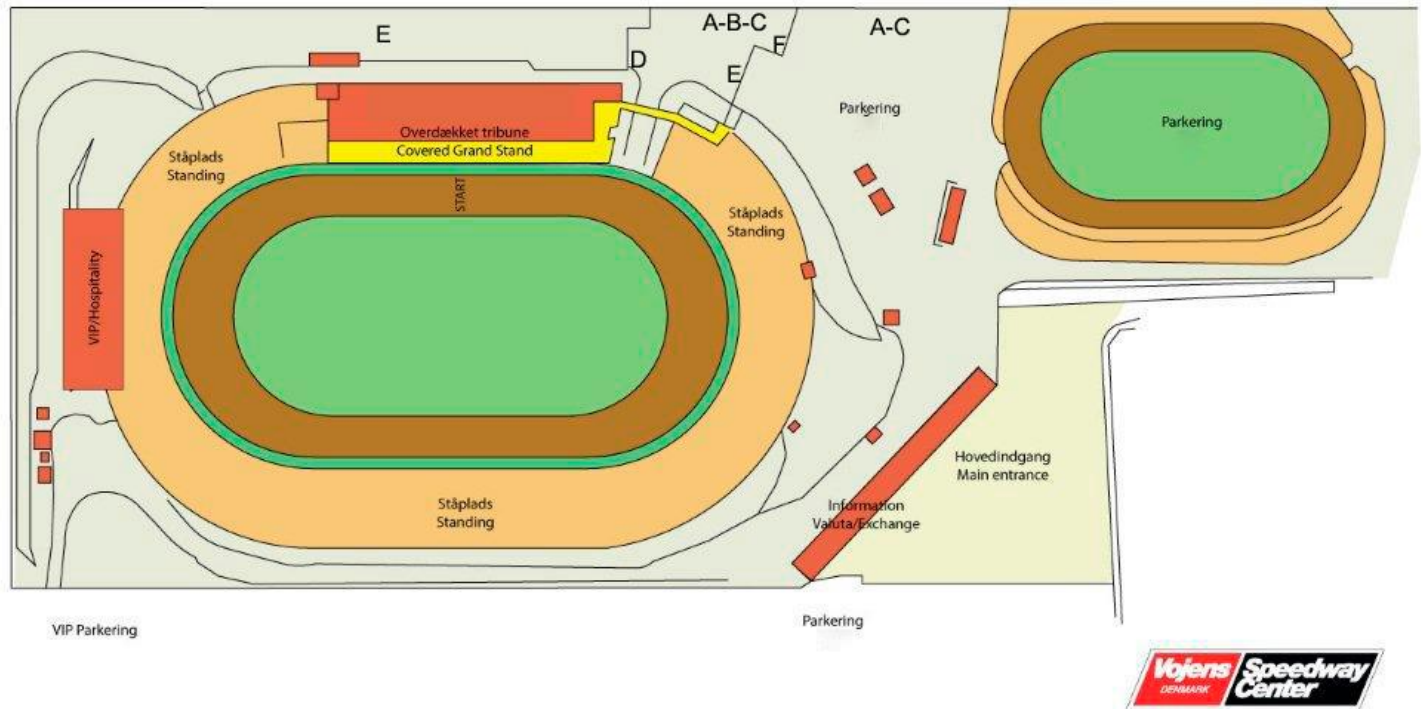 A-B-C
A-C
E
F
D
E
Parkering
Parkering
Overdækket tribune
Covered Grand Stand
Ståplads
Standing
START
Ståplads
Standing
VIP/Hospitality
Hovedindgang
Main entrance
Ståplads
Standing
Information
Valuta/Exchange
Parkering
VIP Parkering
Vojens
DENMARK
Speedway
Center